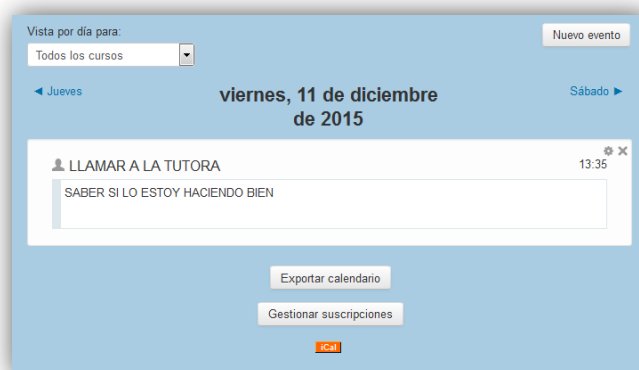 Vista por día para:
Nuevo evento
Todos los cursos
◄ Jueves
viernes, 11 de diciembre
de 2015
Sábado ►
LLAMAR A LA TUTORA
13:35
SABER SI LO ESTOY HACIENDO BIEN
Exportar calendario
Gestionar suscripciones
iCal